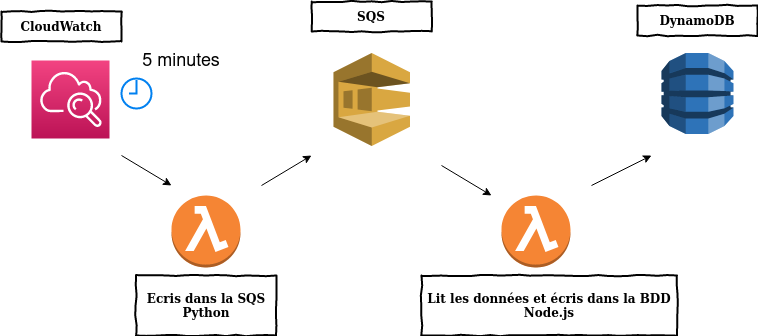 CloudWatch
5 minutes
SQS
DynamoDB
Ecris dans la SQS
Python
Lit les données et écris dans la BDD
Node.js